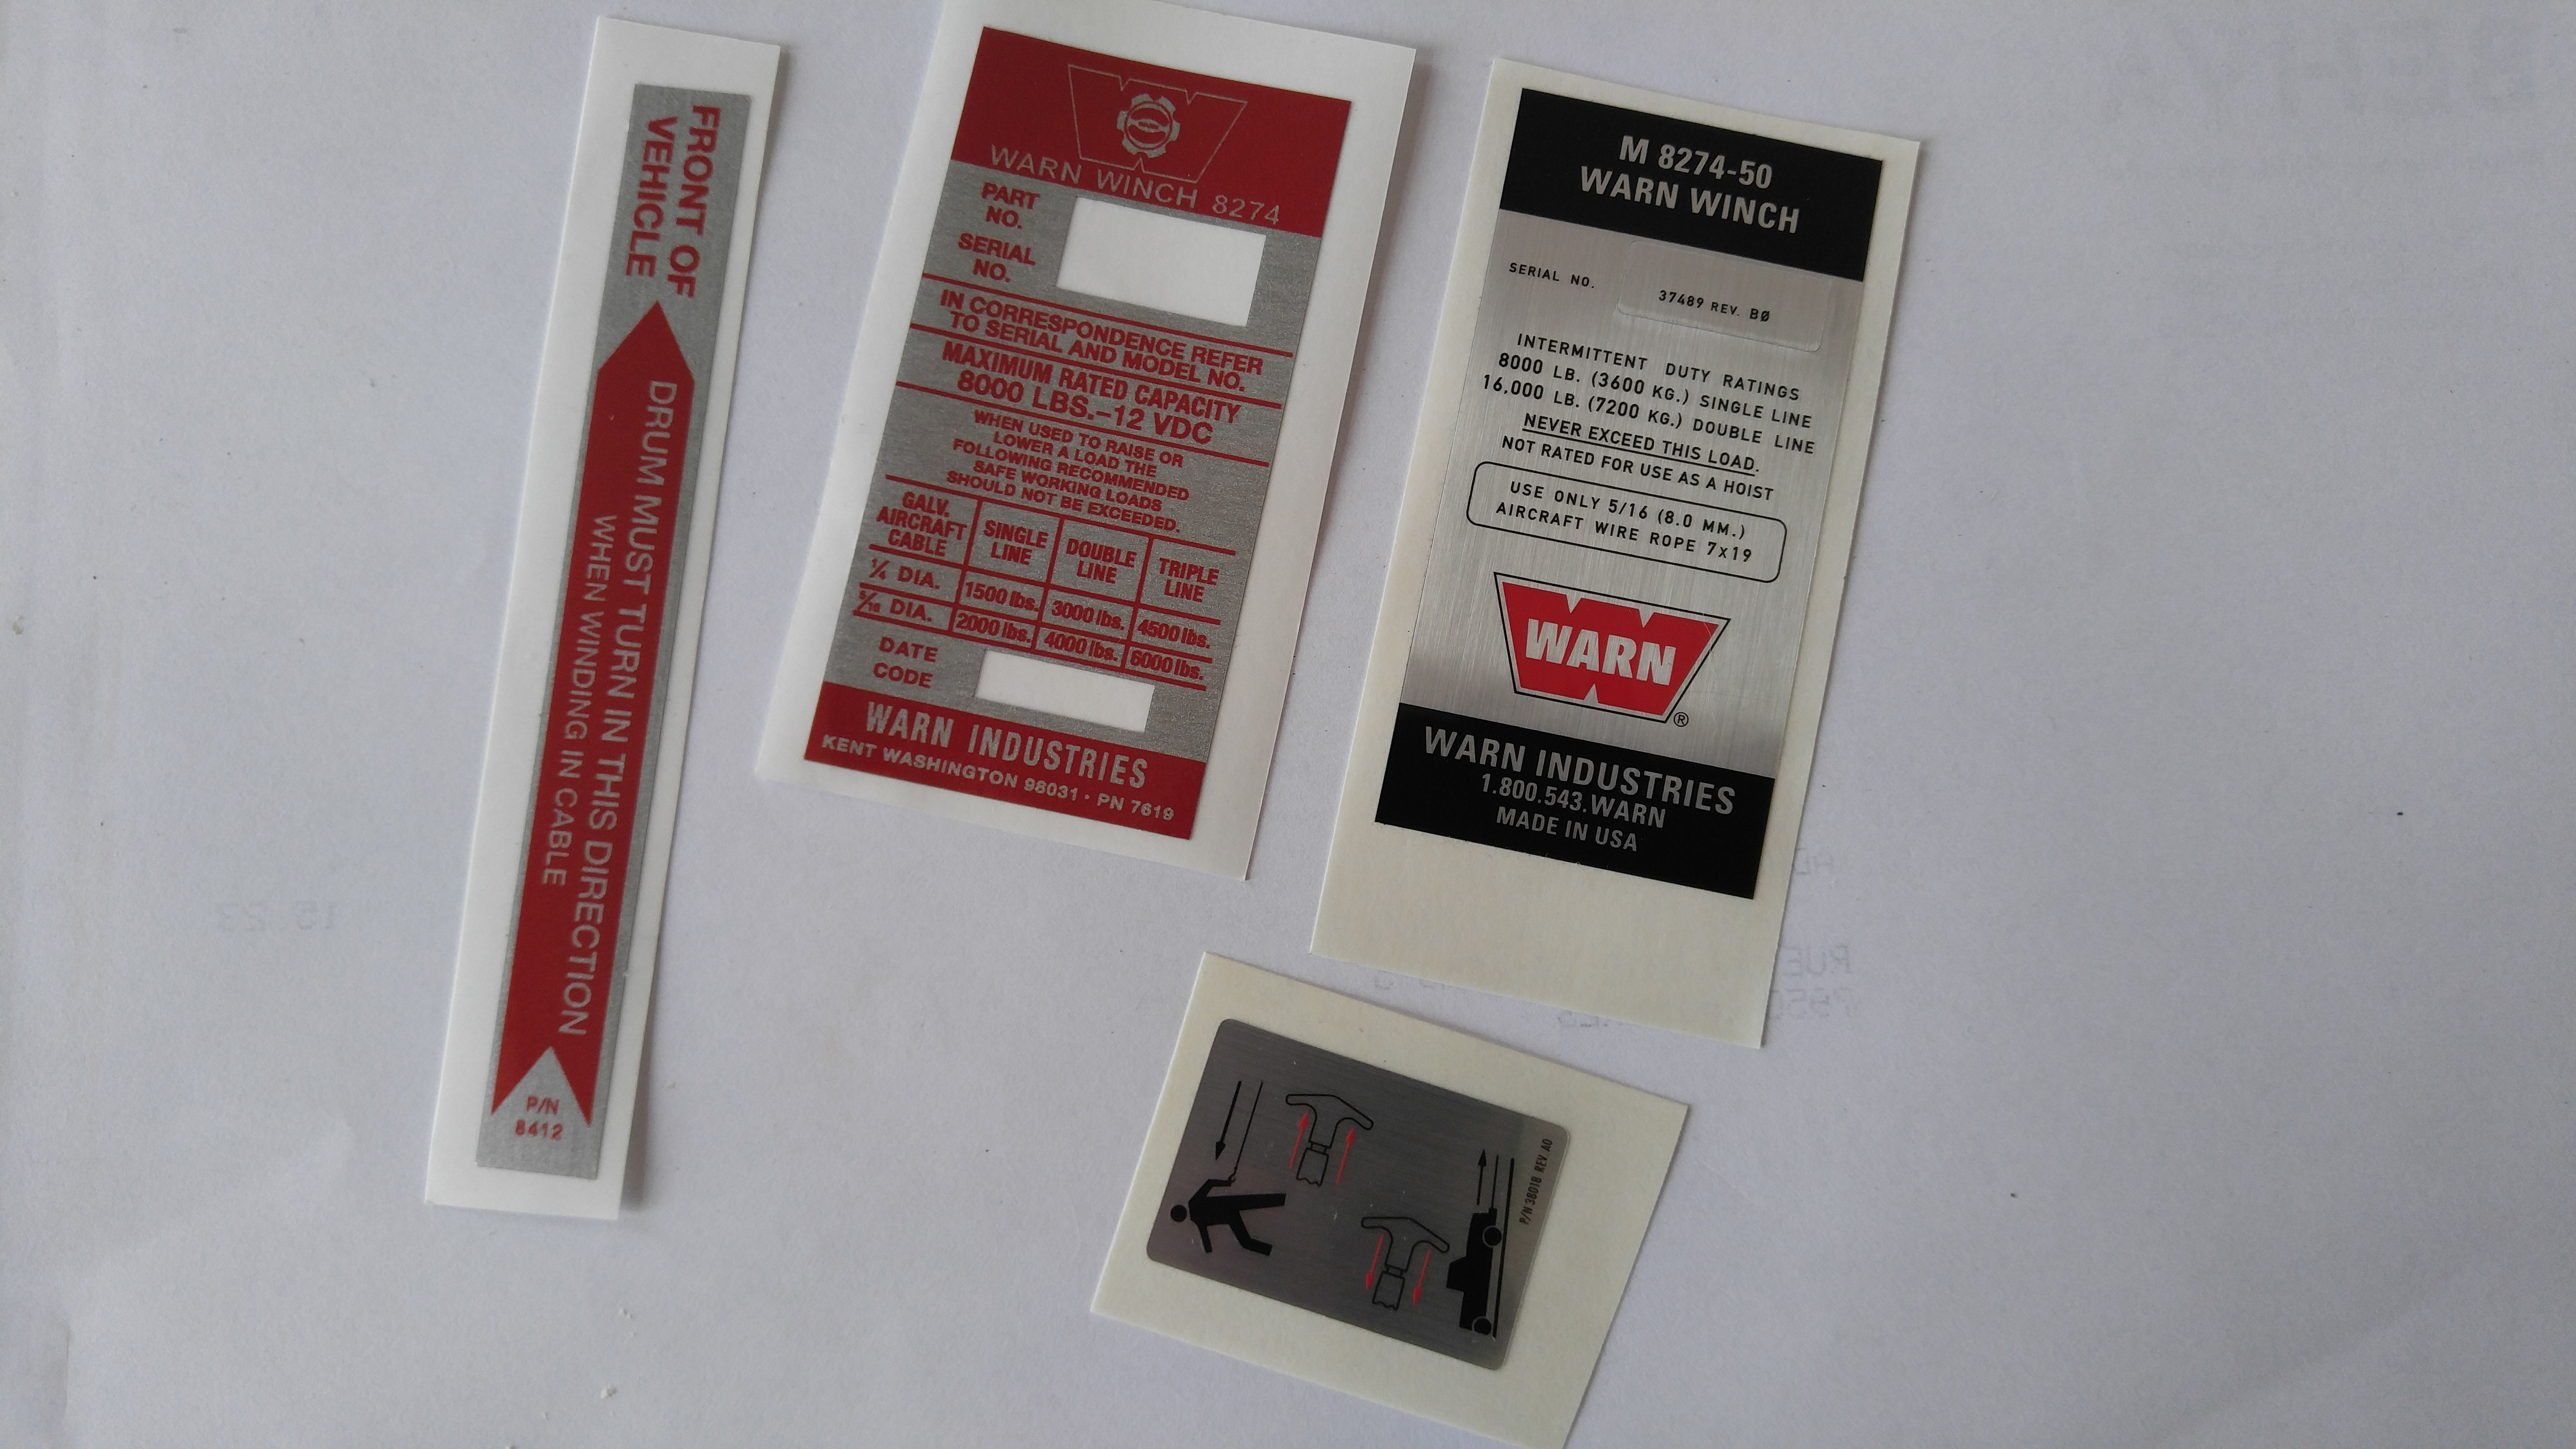 FRONT OF
VEHICLE
DRUM MUST TURN IN THIS DIRECTION
WHEN WINDING IN CABLE
P/N
8412
WARN WINCH 8274
PART
NO.
SERIAL
NO.
IN CORRESPONDENCE REFER
TO SERIAL AND MODEL NO.
MAXIMUM RATED CAPACITY
8000 LBS.-12 VDC
WHEN USED TO RAISE OR
LOWER A LOAD THE
FOLLOWING RECOMMENDED
SAFE WORKING LOADS
SHOULD NOT BE EXCEEDED.
GALV.
AIRCRAFT
CABLE
SINGLE
LINE
DOUBLE
LINE
TRIPLE
LINE
1/4 DIA. 1500 lbs. 3000 lbs. 4500 lbs.
5/16 DIA. 2000 lbs. 4000 lbs. 6000 lbs.
DATE
CODE
WARN INDUSTRIES
KENT WASHINGTON 98031 · PN 7619
M 8274-50
WARN WINCH
SERIAL NO.
37489 REV. BØ
INTERMITTENT DUTY RATINGS
8000 LB. (3600 KG.) SINGLE LINE
16,000 LB. (7200 KG.) DOUBLE LINE
NEVER EXCEED THIS LOAD.
NOT RATED FOR USE AS A HOIST
USE ONLY 5/16 (8.0 MM.)
AIRCRAFT WIRE ROPE 7x19
WARN
®
WARN INDUSTRIES
1.800.543.WARN
MADE IN USA
P/N 38018 REV A0